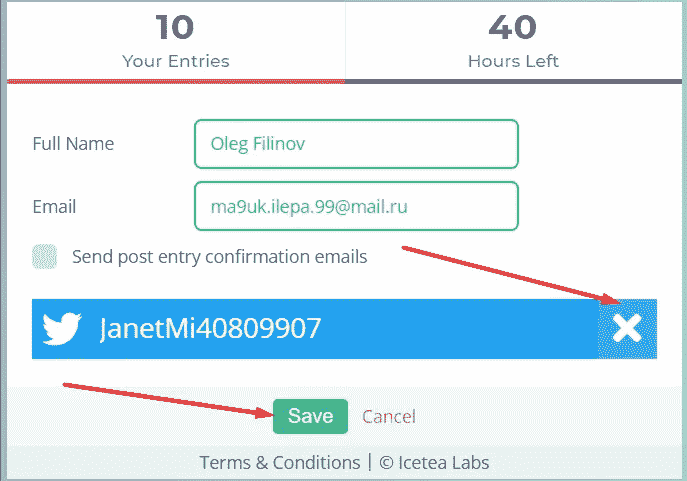 10 40
Your Entries Hours Left
Full Name Oleg Filinov
Email ma9uk.ilepa.99@mail.ru
Send post entry confirmation emails
JanetMi40809907
Save Cancel
Terms & Conditions | © Icetea Labs